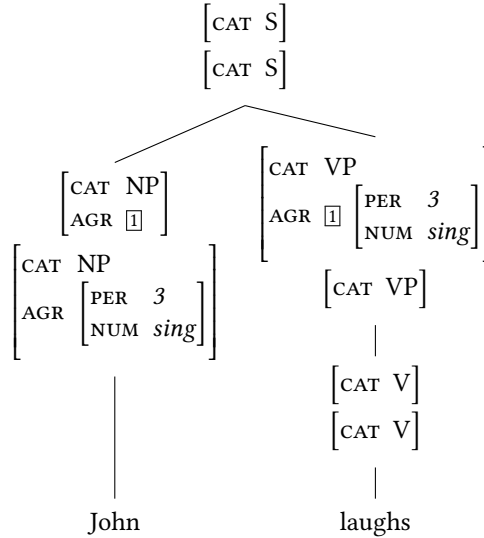 [CAT S]
[CAT S]
[CAT NP
AGR [1]]
[CAT VP
AGR [1] [PER 3
NUM sing]]
[CAT NP
AGR [PER 3
NUM sing]]
[CAT VP]
[CAT V]
[CAT V]
John laughs